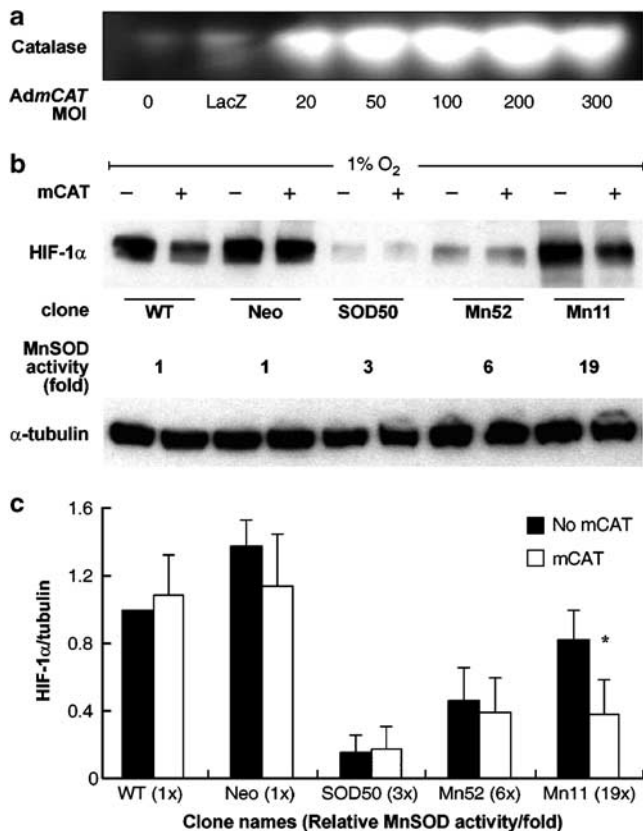 a
Catalase
AdmCAT MOI 0 LacZ 20 50 100 200 300
b
1% O₂
mCAT − + − + − + − + − +
HIF-1α
clone WT Neo SOD50 Mn52 Mn11
MnSOD activity (fold) 1 1 3 6 19
α-tubulin
c
HIF-1α/tubulin
1.6
1.2
0.8
0.4
0
No mCAT
mCAT
*
WT (1x) Neo (1x) SOD50 (3x) Mn52 (6x) Mn11 (19x)
Clone names (Relative MnSOD activity/fold)